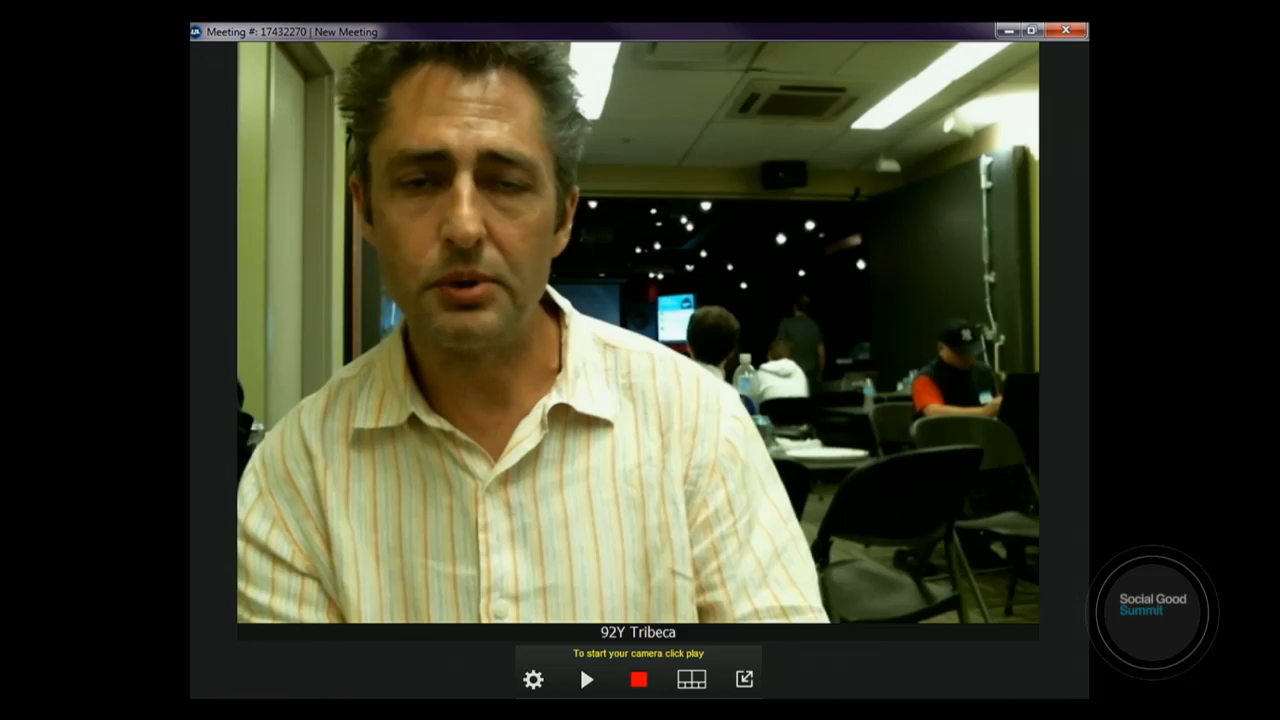 Meeting #: 17432270 | New Meeting
92Y Tribeca
To start your camera click play
Social Good
Summit